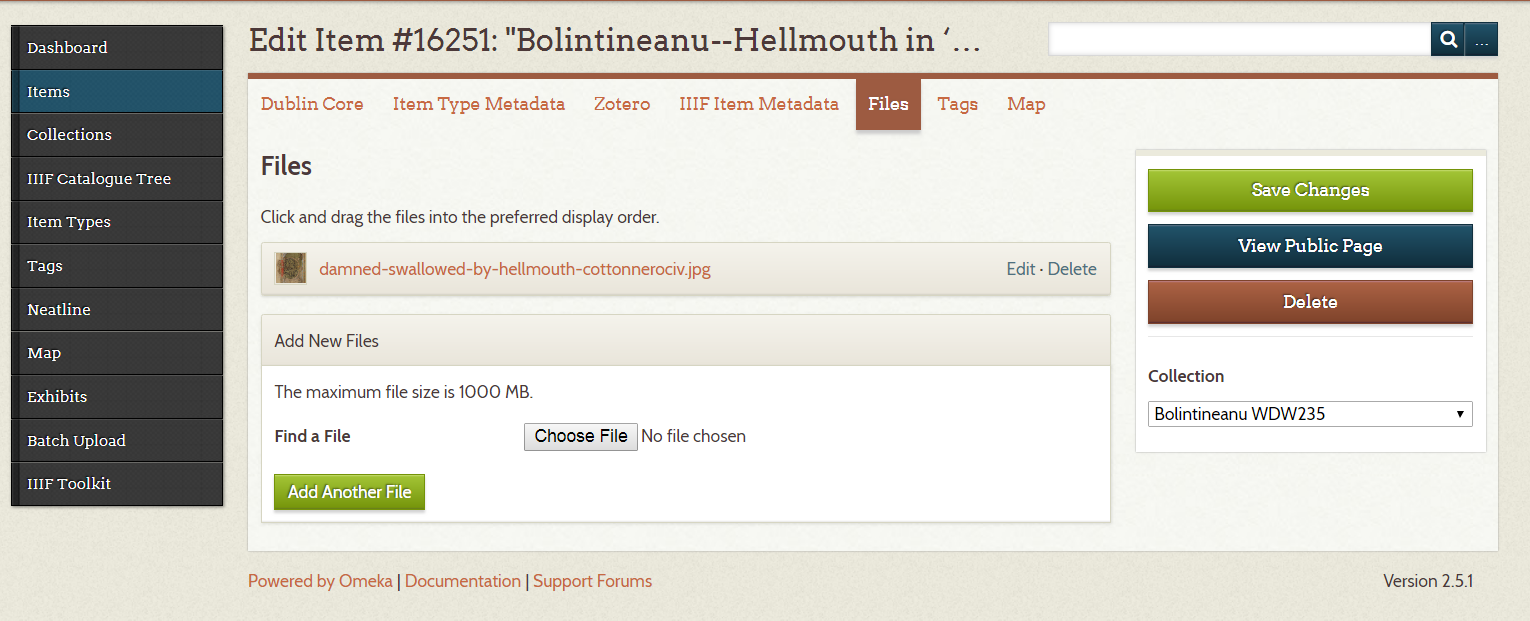 Edit Item #16251: "Bolintineanu--Hellmouth in ‘...
...
Dashboard
Items
Collections
IIIF Catalogue Tree
Item Types
Tags
Neatline
Map
Exhibits
Batch Upload
IIIF Toolkit
Dublin Core Item Type Metadata Zotero IIIF Item Metadata Files Tags Map
Files
Click and drag the files into the preferred display order.
damned-swallowed-by-hellmouth-cottonnerociv.jpg Edit · Delete
Add New Files
The maximum file size is 1000 MB.
Find a File Choose File No file chosen
Add Another File
Save Changes
View Public Page
Delete
Collection
Bolintineanu WDW235
Powered by Omeka | Documentation | Support Forums
Version 2.5.1